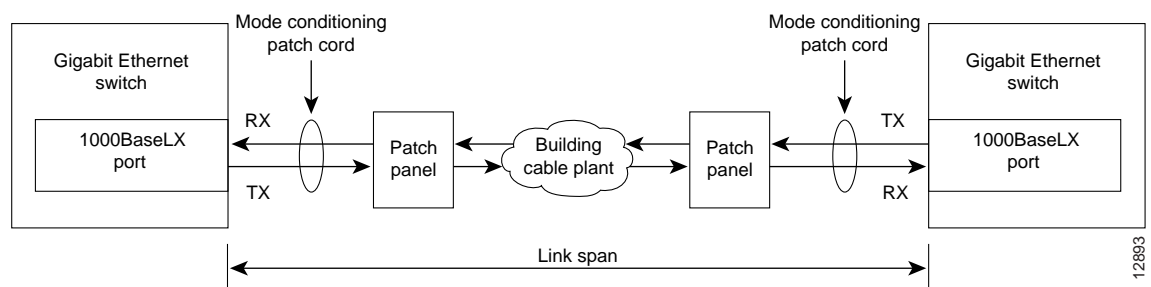 Mode conditioning
patch cord
Mode conditioning
patch cord
Gigabit Ethernet
switch
Gigabit Ethernet
switch
1000BaseLX
port
RX
TX
Patch
panel
Building
cable plant
Patch
panel
TX
RX
1000BaseLX
port
Link span
12893